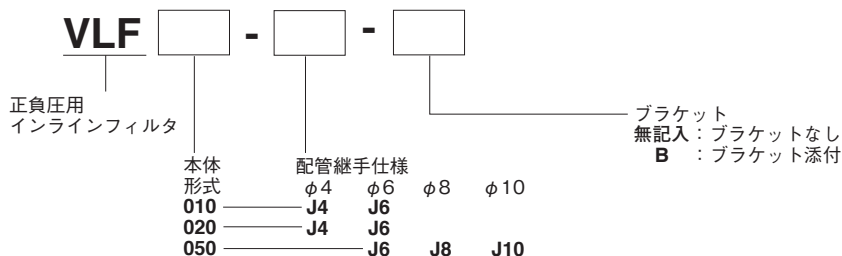 VLF - -
正負圧用
インラインフィルタ
ブラケット
無記入：ブラケットなし
B ：ブラケット添付
本体
形式
配管継手仕様
φ4 φ6 φ8 φ10
010 J4 J6
020 J4 J6
050 J6 J8 J10